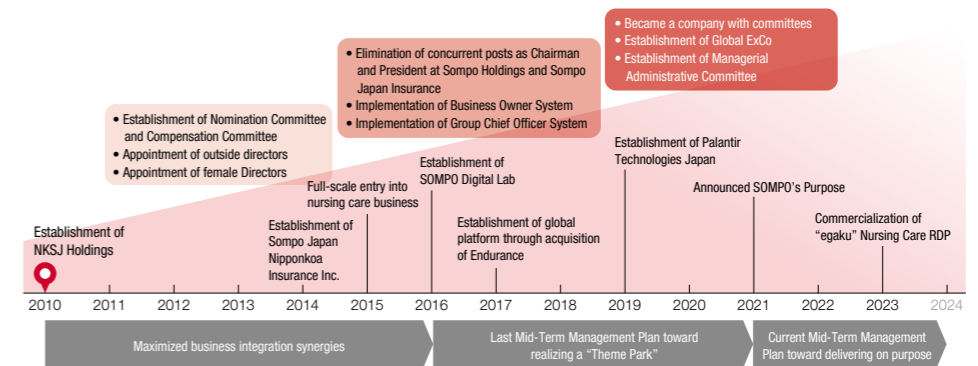 • Became a company with committees
• Establishment of Global ExCo
• Establishment of Managerial
Administrative Committee
• Elimination of concurrent posts as Chairman
and President at Sompo Holdings and Sompo
Japan Insurance
• Implementation of Business Owner System
• Implementation of Group Chief Officer System
• Establishment of Nomination Committee
and Compensation Committee
• Appointment of outside directors
• Appointment of female Directors
Establishment of
NKSJ Holdings
Establishment of
Sompo Japan
Nipponkoa
Insurance Inc.
Full-scale entry into
nursing care business
Establishment of
SOMPO Digital Lab
Establishment of global
platform through acquisition
of Endurance
Establishment of Palantir
Technologies Japan
Announced SOMPO's Purpose
Commercialization of
“egaku” Nursing Care RDP
2010 2011 2012 2013 2014 2015 2016 2017 2018 2019 2020 2021 2022 2023 2024
Maximized business integration synergies
Last Mid-Term Management Plan toward
realizing a “Theme Park”
Current Mid-Term Management
Plan toward delivering on purpose